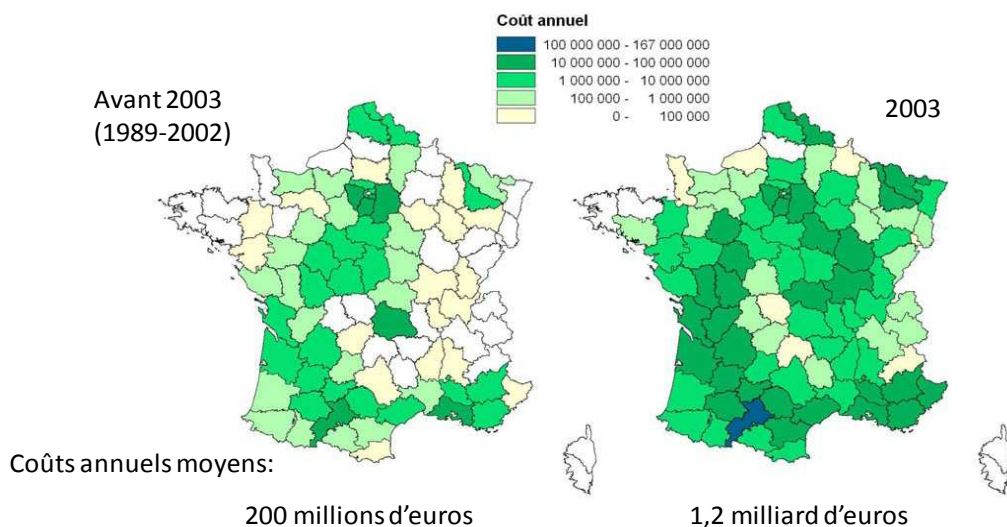 Coût annuel
100 000 000 - 167 000 000
10 000 000 - 100 000 000
1 000 000 - 10 000 000
100 000 - 1 000 000
0 - 100 000
Avant 2003
(1989-2002)
2003
Coûts annuels moyens:
200 millions d'euros
1,2 milliard d'euros